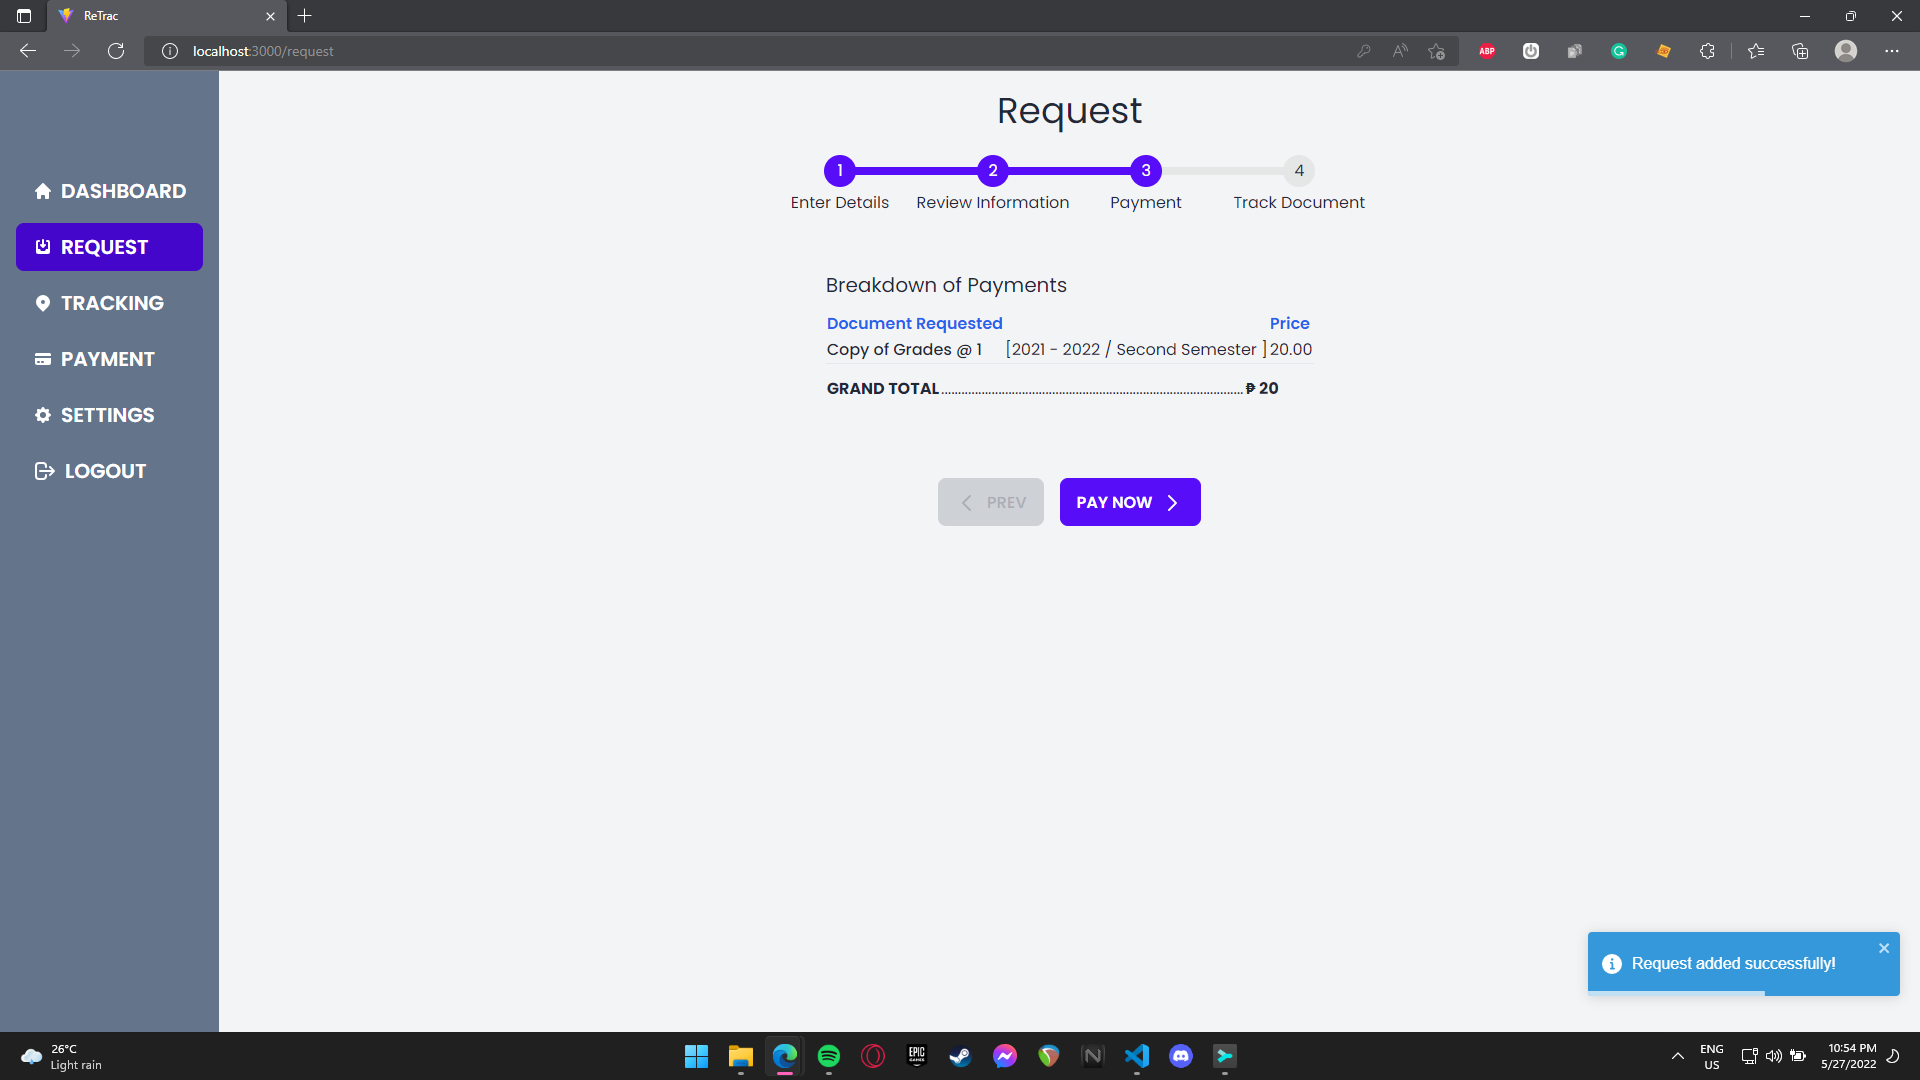 ReTrac
localhost:3000/request
ABP
Request
1 2 3 4
Enter Details Review Information Payment Track Document
DASHBOARD
REQUEST
TRACKING
PAYMENT
SETTINGS
LOGOUT
Breakdown of Payments
Document Requested Price
Copy of Grades @ 1 [2021 - 2022 / Second Semester ] 20.00
GRAND TOTAL.........................................................................................₱ 20
PREV PAY NOW
Request added successfully!
26°C
Light rain
EPIC
GAMES
ENG
US
10:54 PM
5/27/2022